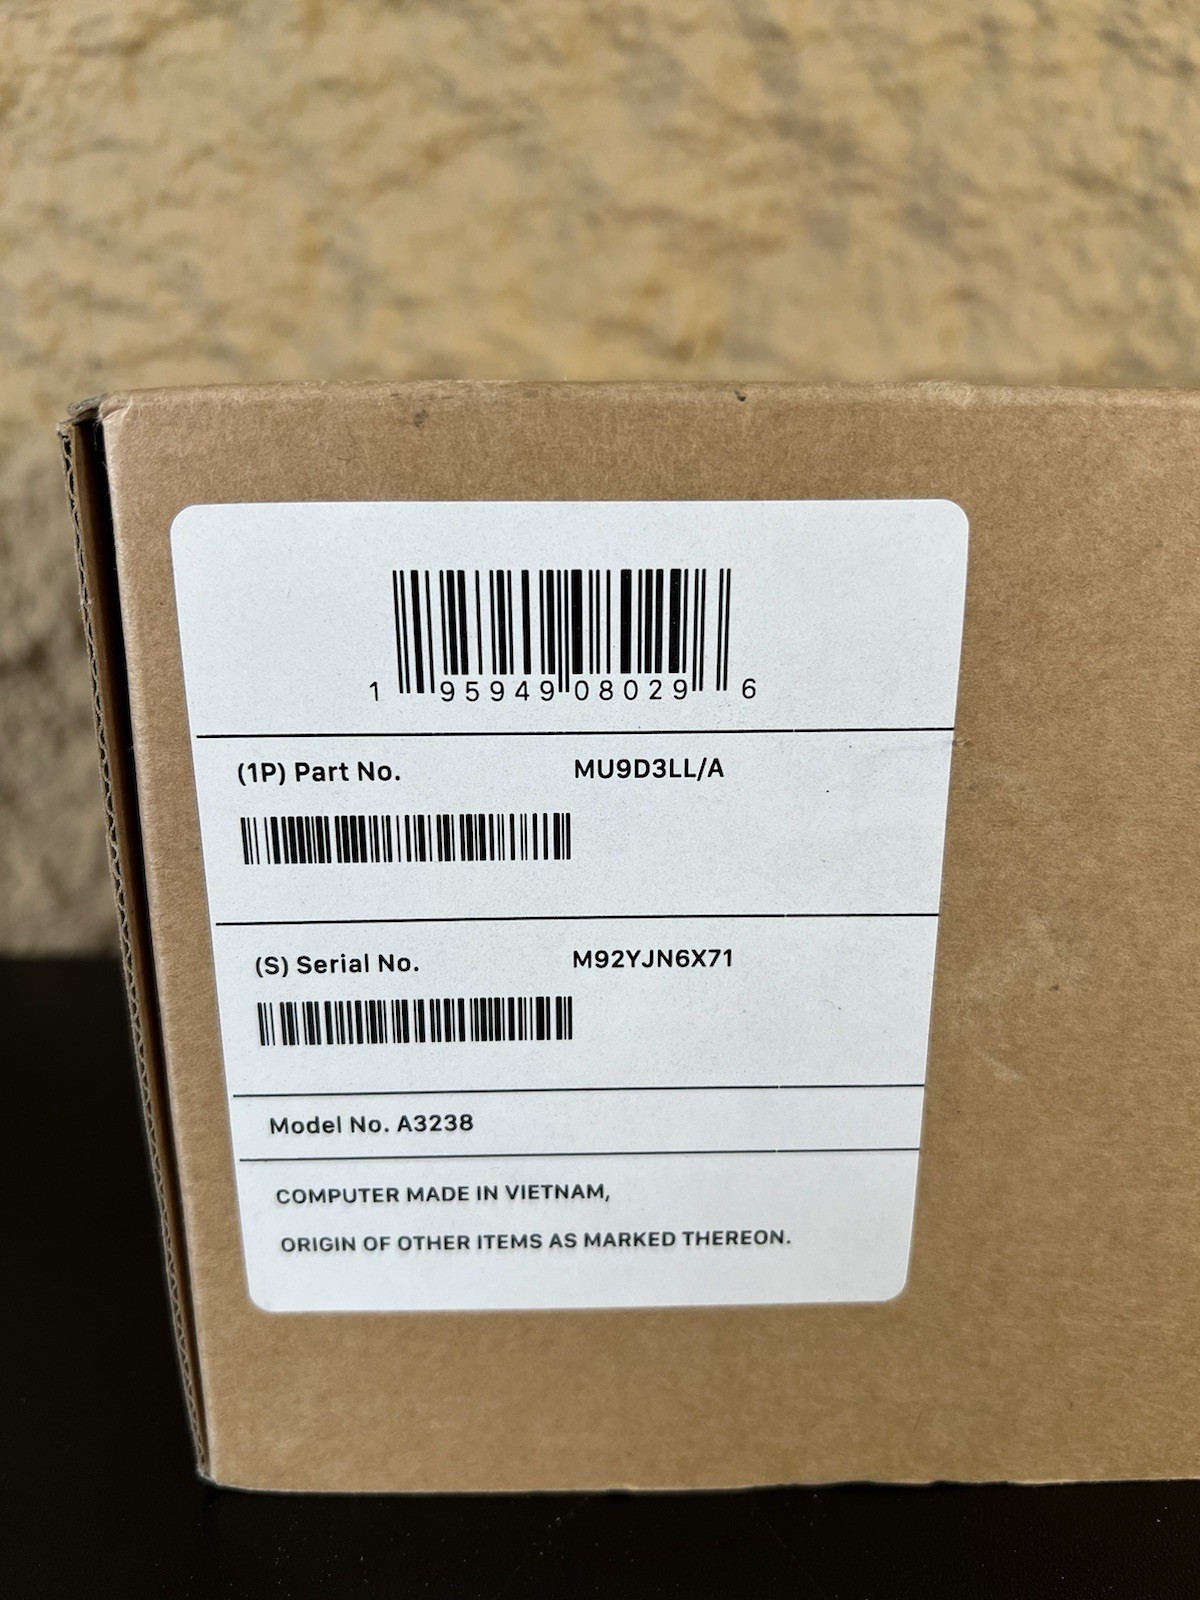 1 95949 08029 6
(1P) Part No. MU9D3LL/A
(S) Serial No. M92YJN6X71
Model No. A3238
COMPUTER MADE IN VIETNAM,
ORIGIN OF OTHER ITEMS AS MARKED THEREON.